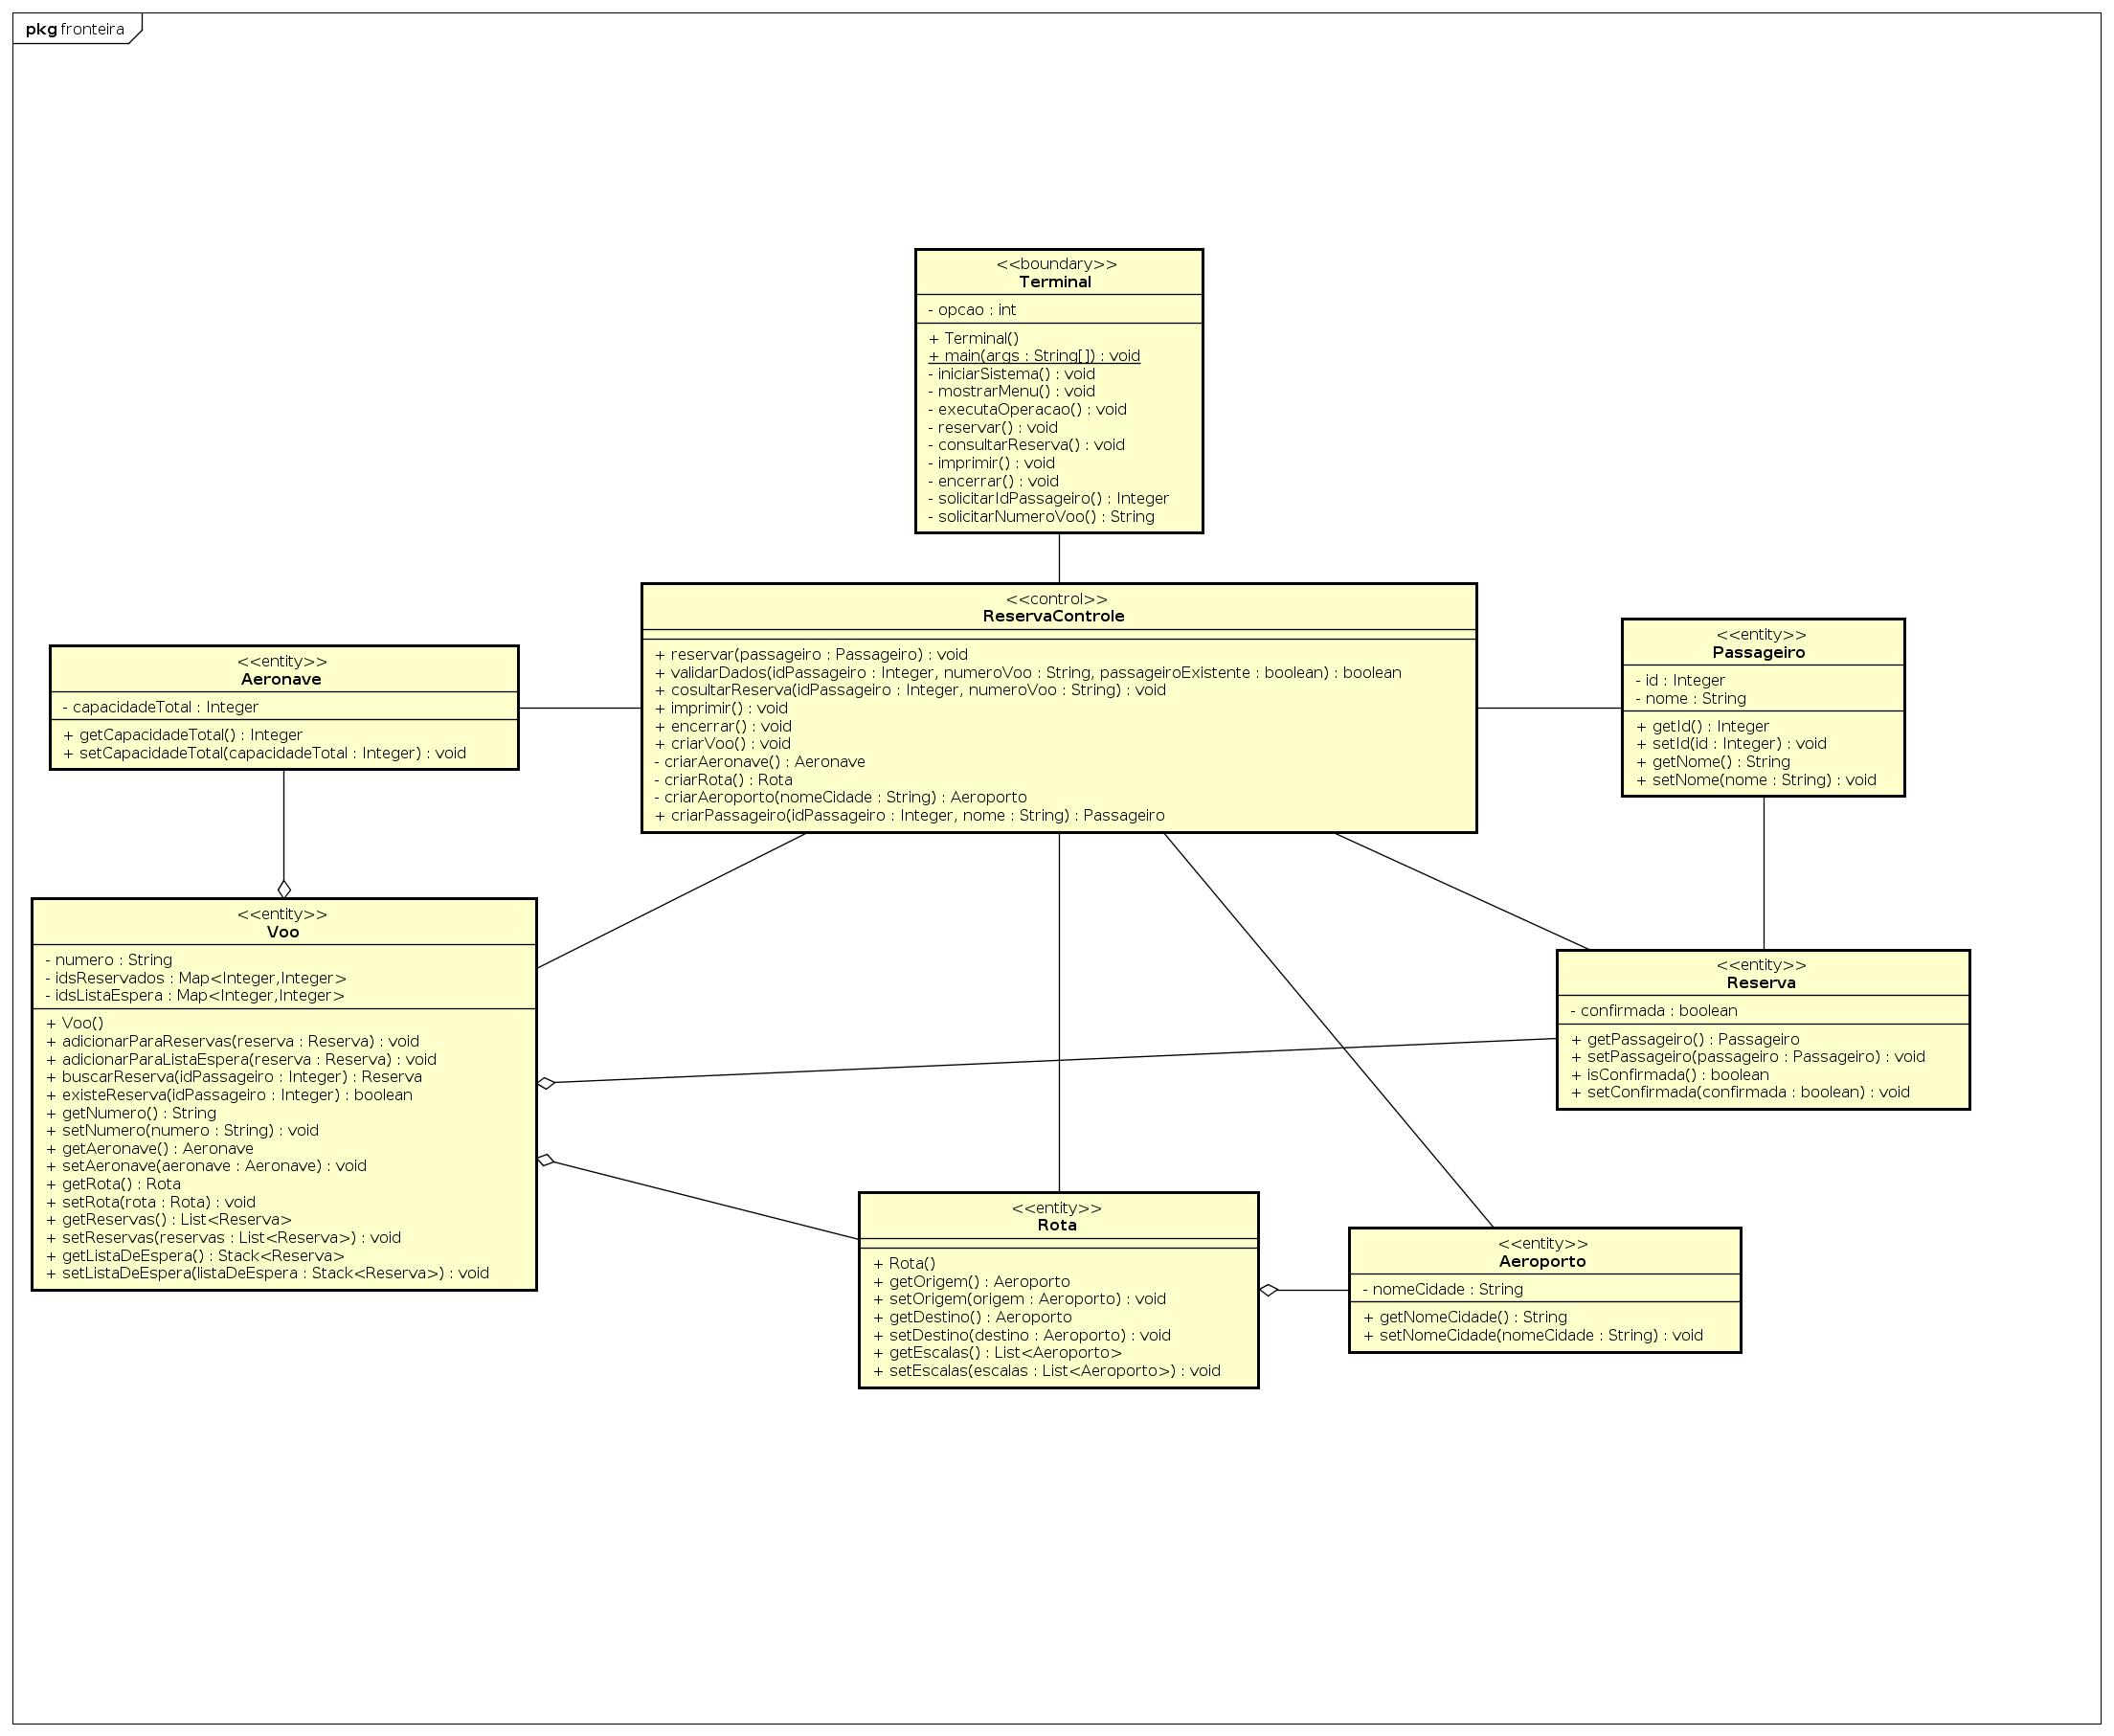 pkg fronteira
<<boundary>>
Terminal
- opcao : int
+ Terminal()
+ main(args : String[]) : void
- iniciarSistema() : void
- mostrarMenu() : void
- executaOperacao() : void
- reservar() : void
- consultarReserva() : void
- imprimir() : void
- encerrar() : void
- solicitarIdPassageiro() : Integer
- solicitarNumeroVoo() : String
<<control>>
ReservaControle
+ reservar(passageiro : Passageiro) : void
+ validarDados(idPassageiro : Integer, numeroVoo : String, passageiroExistente : boolean) : boolean
+ cosultarReserva(idPassageiro : Integer, numeroVoo : String) : void
+ imprimir() : void
+ encerrar() : void
+ criarVoo() : void
- criarAeronave() : Aeronave
- criarRota() : Rota
- criarAeroporto(nomeCidade : String) : Aeroporto
+ criarPassageiro(idPassageiro : Integer, nome : String) : Passageiro
<<entity>>
Passageiro
- id : Integer
- nome : String
+ getId() : Integer
+ setId(id : Integer) : void
+ getNome() : String
+ setNome(nome : String) : void
<<entity>>
Aeronave
- capacidadeTotal : Integer
+ getCapacidadeTotal() : Integer
+ setCapacidadeTotal(capacidadeTotal : Integer) : void
<<entity>>
Voo
- numero : String
- idsReservados : Map<Integer,Integer>
- idsListaEspera : Map<Integer,Integer>
+ Voo()
+ adicionarParaReservas(reserva : Reserva) : void
+ adicionarParaListaEspera(reserva : Reserva) : void
+ buscarReserva(idPassageiro : Integer) : Reserva
+ existeReserva(idPassageiro : Integer) : boolean
+ getNumero() : String
+ setNumero(numero : String) : void
+ getAeronave() : Aeronave
+ setAeronave(aeronave : Aeronave) : void
+ getRota() : Rota
+ setRota(rota : Rota) : void
+ getReservas() : List<Reserva>
+ setReservas(reservas : List<Reserva>) : void
+ getListaDeEspera() : Stack<Reserva>
+ setListaDeEspera(listaDeEspera : Stack<Reserva>) : void
<<entity>>
Reserva
- confirmada : boolean
+ getPassageiro() : Passageiro
+ setPassageiro(passageiro : Passageiro) : void
+ isConfirmada() : boolean
+ setConfirmada(confirmada : boolean) : void
<<entity>>
Rota
+ Rota()
+ getOrigem() : Aeroporto
+ setOrigem(origem : Aeroporto) : void
+ getDestino() : Aeroporto
+ setDestino(destino : Aeroporto) : void
+ getEscalas() : List<Aeroporto>
+ setEscalas(escalas : List<Aeroporto>) : void
<<entity>>
Aeroporto
- nomeCidade : String
+ getNomeCidade() : String
+ setNomeCidade(nomeCidade : String) : void